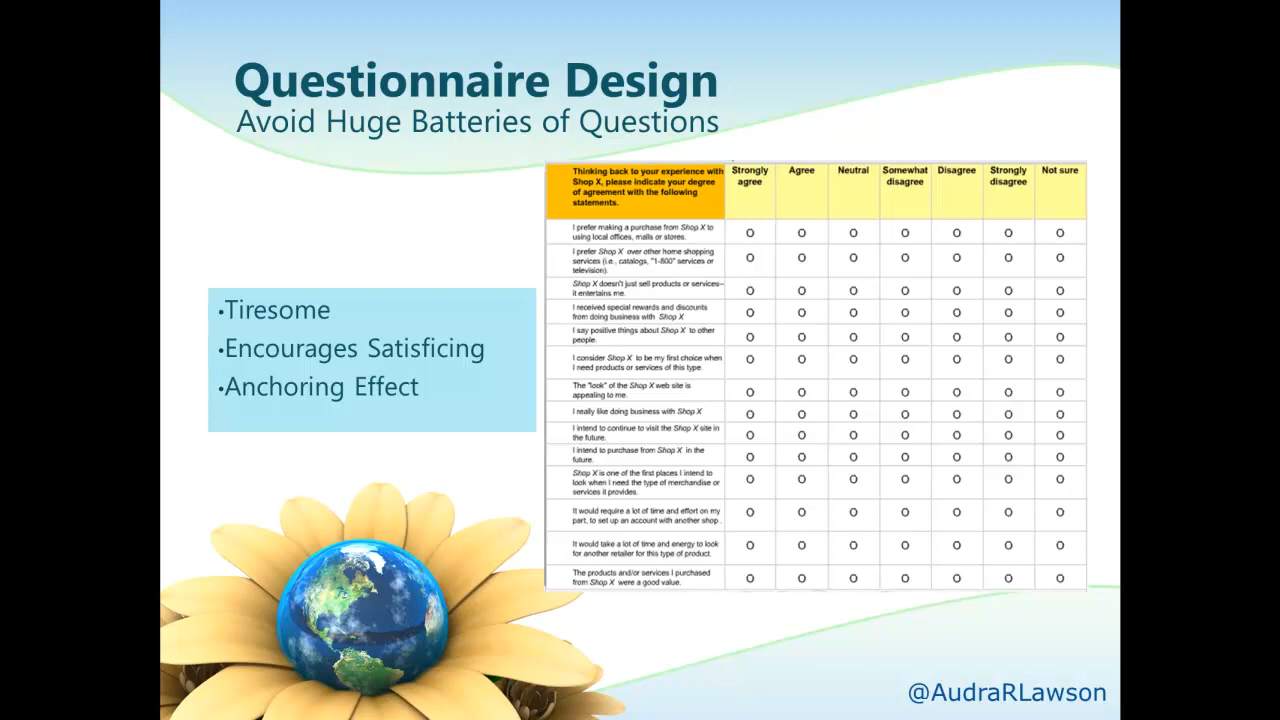 Questionnaire Design
Avoid Huge Batteries of Questions
•Tiresome
•Encourages Satisficing
•Anchoring Effect
Thinking back to your experience with
Shop X, please indicate your degree
of agreement with the following
statements.
Strongly
agree
Agree
Neutral
Somewhat
disagree
Disagree
Strongly
disagree
Not sure
I prefer making a purchase from Shop X to
using local offices, malls or stores.
I prefer Shop X over other home shopping
services (i.e., catalogs, "1-800" services or
television).
Shop X doesn't just sell products or services--
it entertains me.
I received special rewards and discounts
from doing business with Shop X
I say positive things about Shop X to other
people.
I consider Shop X to be my first choice when
I need products or services of this type.
The "look" of the Shop X web site is
appealing to me.
I really like doing business with Shop X
I intend to continue to visit the Shop X site in
the future.
I intend to purchase from Shop X in the
future.
Shop X is one of the first places I intend to
look when I need the type of merchandise or
services it provides.
It would require a lot of time and effort on my
part, to set up an account with another shop .
It would take a lot of time and energy to look
for another retailer for this type of product.
The products and/or services I purchased
from Shop X were a good value.
@AudraRLawson